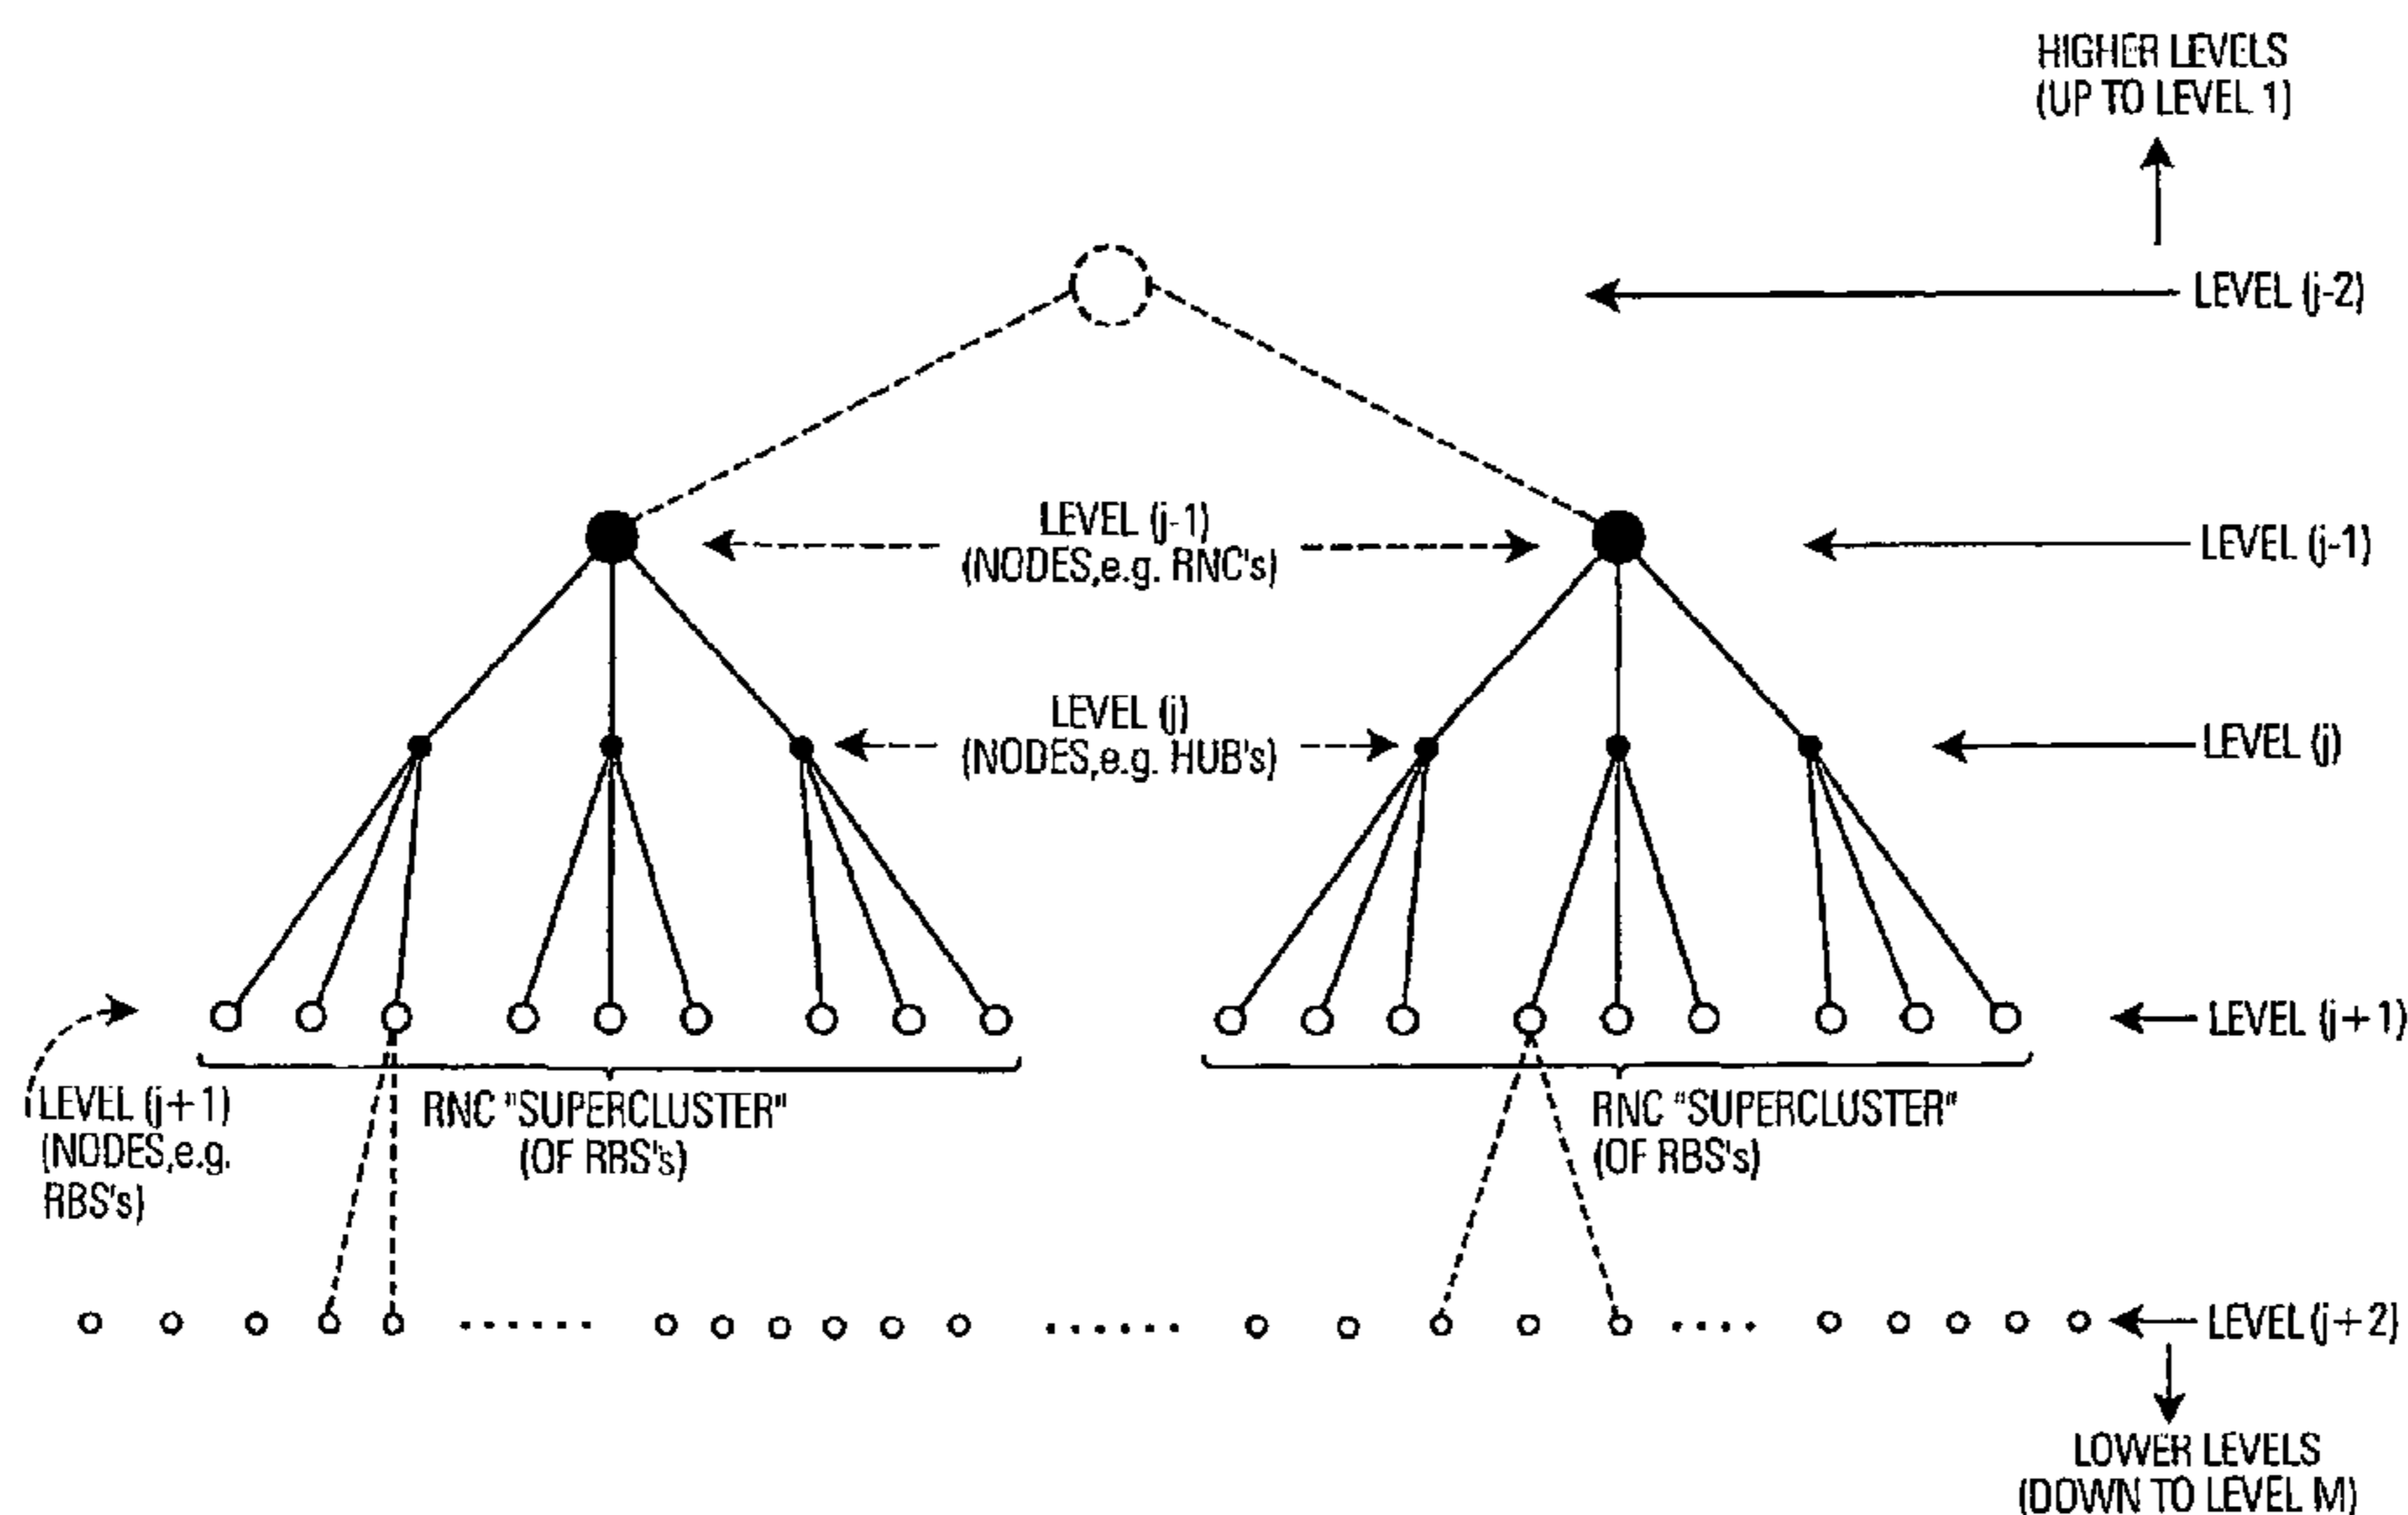 HIGHER LEVELS
(UP TO LEVEL 1)
LEVEL (j-2)
LEVEL (j-1)
(NODES,e.g. RNC's)
LEVEL (j-1)
LEVEL (j)
(NODES,e.g. HUB's)
LEVEL (j)
LEVEL (j+1)
LEVEL (j+1)
(NODES,e.g.
RBS's)
RNC "SUPERCLUSTER"
(OF RBS's)
RNC "SUPERCLUSTER"
(OF RBS's)
LEVEL (j+2)
LOWER LEVELS
(DOWN TO LEVEL M)